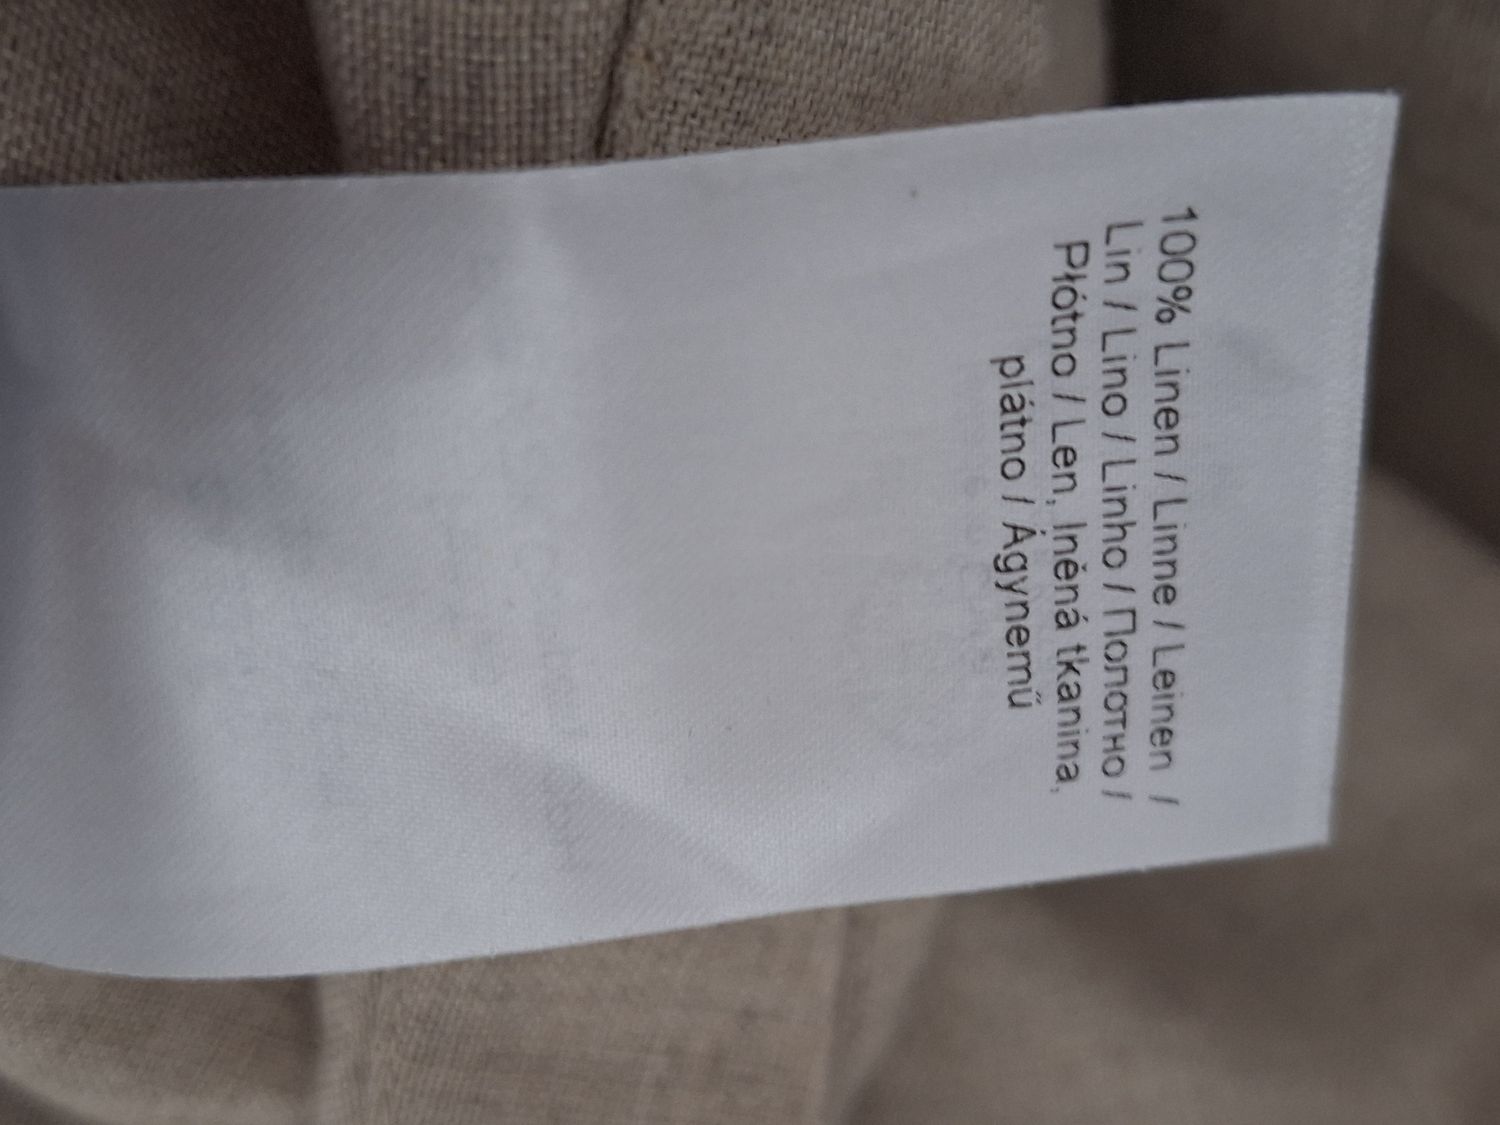 100% Linen / Linne / Leinen /
Lin / Lino / Linho / Полотно /
Płótno / Len, lněná tkanina,
plátno / Ágynemű